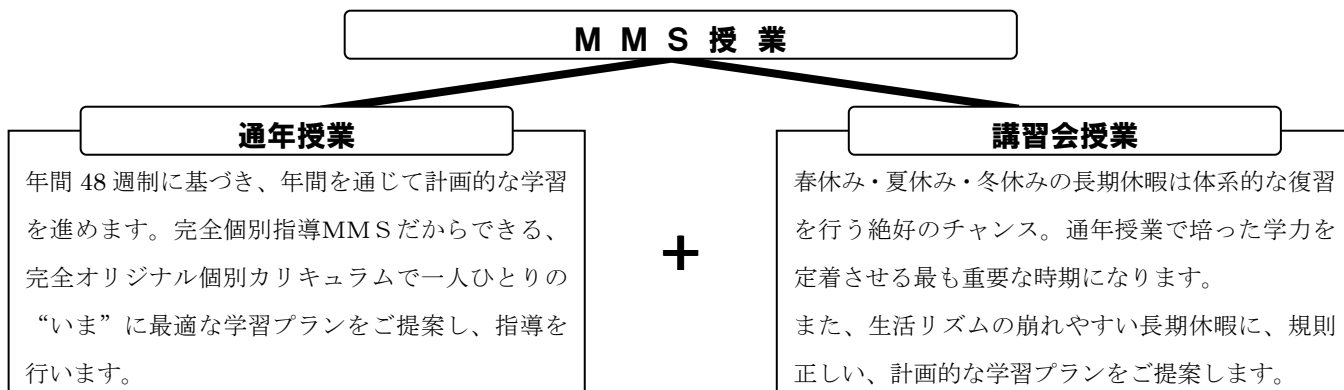 ＭＭＳ授業
通年授業
年間 48 週制に基づき、年間を通じて計画的な学習
を進めます。完全個別指導ＭＭＳだからできる、
完全オリジナル個別カリキュラムで一人ひとりの
“いま”に最適な学習プランをご提案し、指導を
行います。
＋
講習会授業
春休み・夏休み・冬休みの長期休暇は体系的な復習
を行う絶好のチャンス。通年授業で培った学力を
定着させる最も重要な時期になります。
また、生活リズムの崩れやすい長期休暇に、規則
正しい、計画的な学習プランをご提案します。